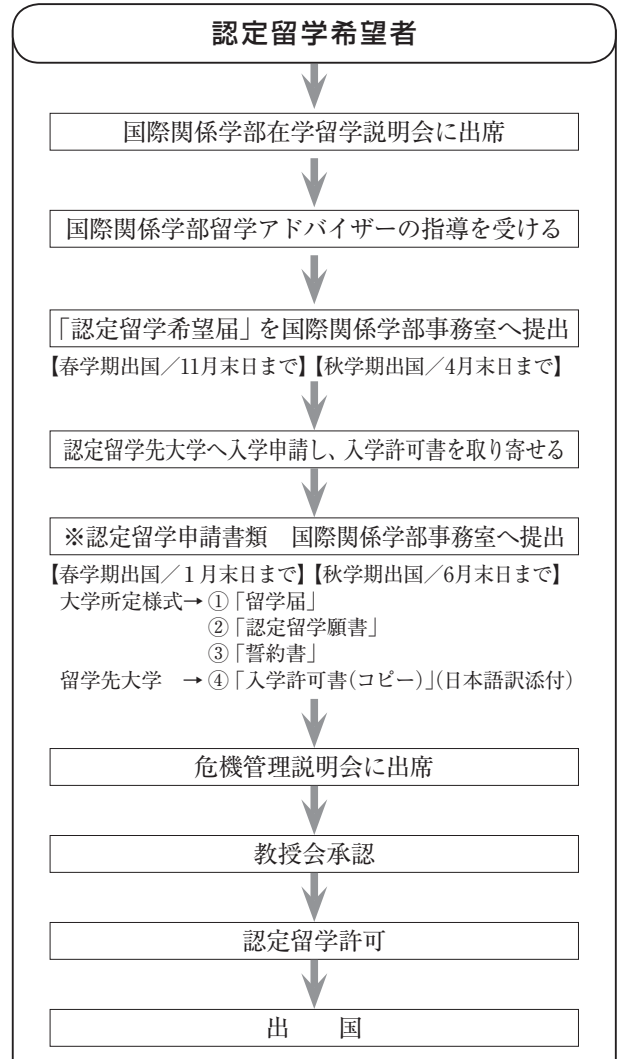 認定留学希望者
国際関係学部在学留学説明会に出席
国際関係学部留学アドバイザーの指導を受ける
「認定留学希望届」を国際関係学部事務室へ提出
【春学期出国／11月末日まで】【秋学期出国／4月末日まで】
認定留学先大学へ入学申請し、入学許可書を取り寄せる
※認定留学申請書類　国際関係学部事務室へ提出
【春学期出国／１月末日まで】【秋学期出国／6月末日まで】
大学所定様式→①「留学届」
②「認定留学願書」
③「誓約書」
留学先大学　→④「入学許可書(コピー)」(日本語訳添付)
危機管理説明会に出席
教授会承認
認定留学許可
出　　国